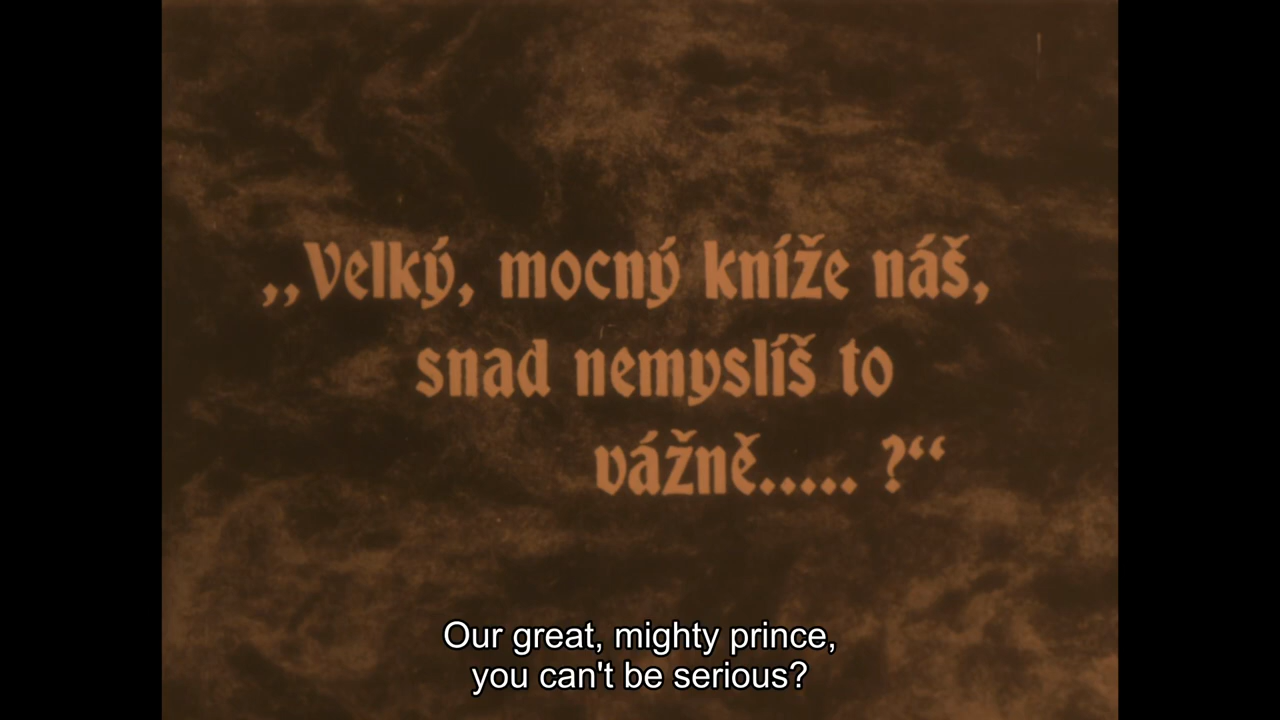 „Velký, mocný kníže náš,
snad nemyslíš to
vážně..... ?“
Our great, mighty prince,
you can't be serious?